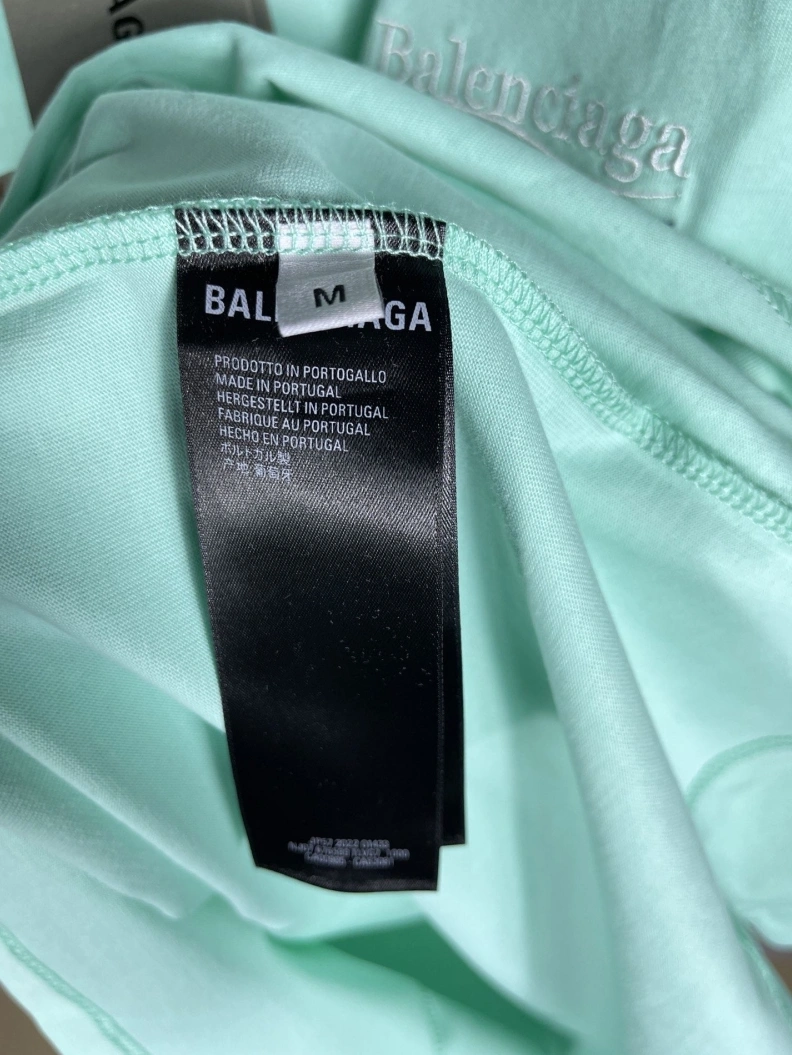 AG
Balenciaga
M
BAL AGA
PRODOTTO IN PORTOGALLO
MADE IN PORTUGAL
HERGESTELLT IN PORTUGAL
FABRIQUE AU PORTUGAL
HECHO EN PORTUGAL
ポルトガル製
产地 葡萄牙